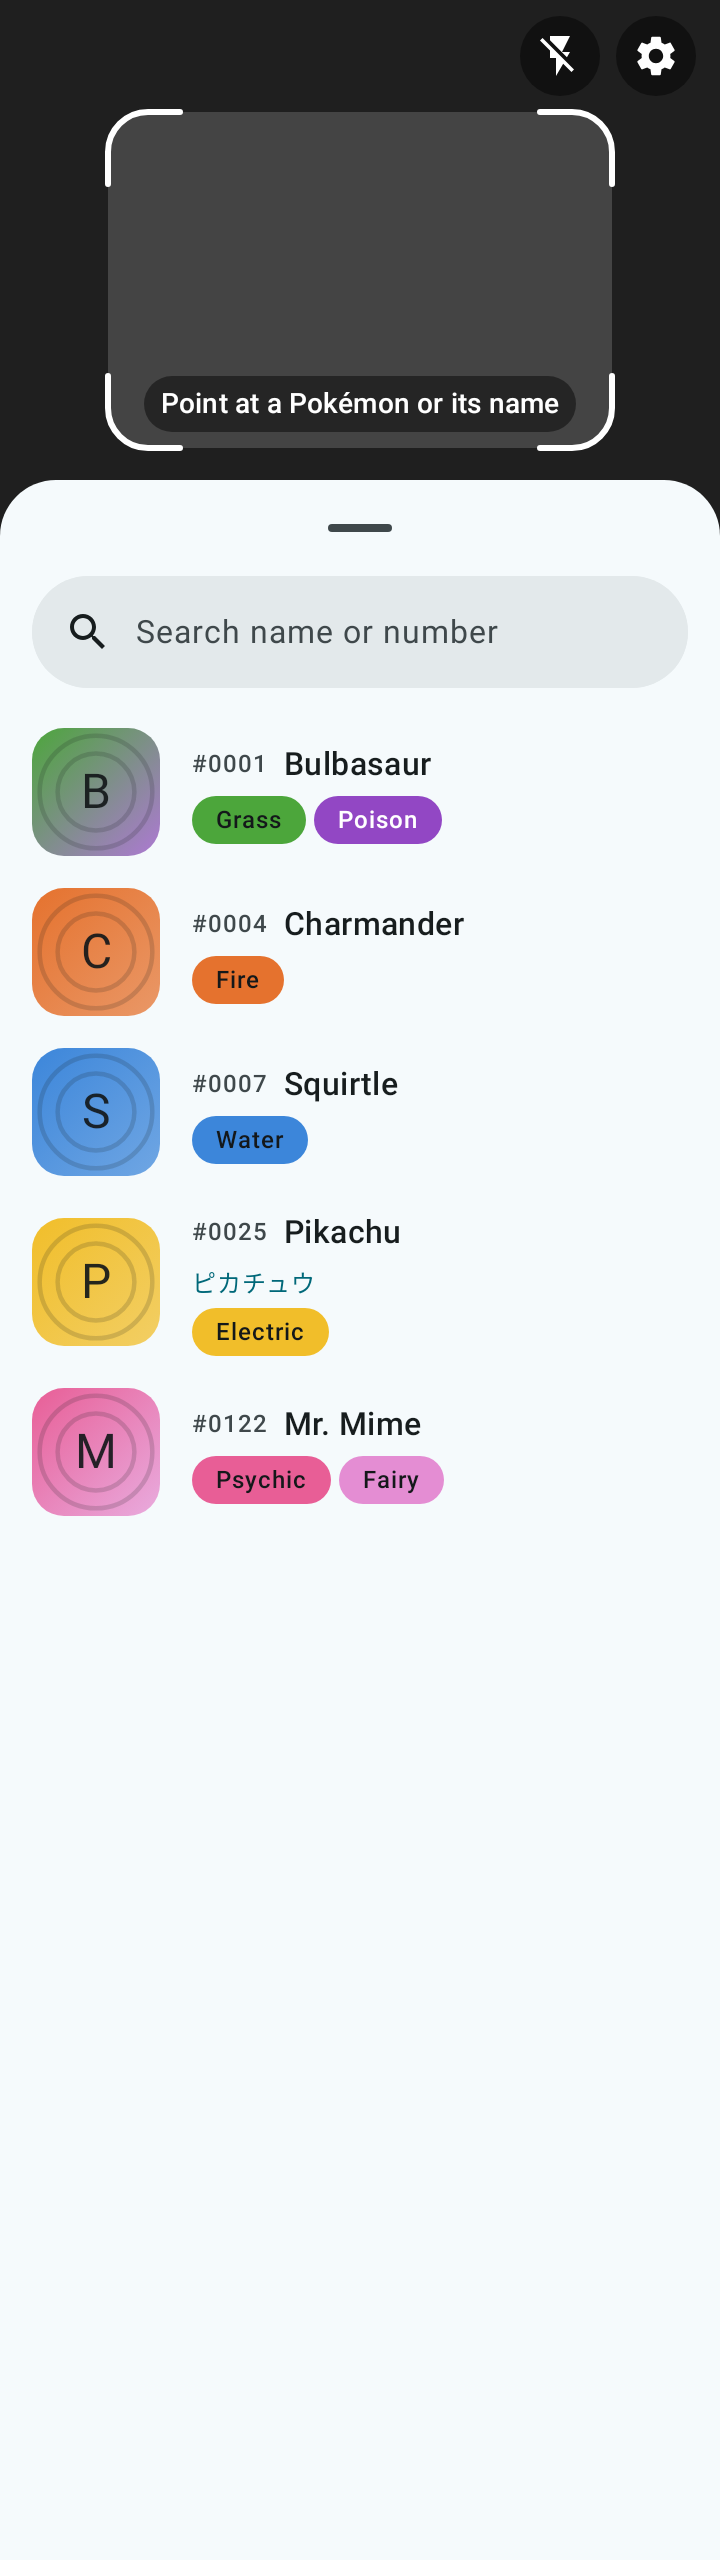 Point at a Pokémon or its name
Search name or number
B
#0001 Bulbasaur
Grass Poison
C
#0004 Charmander
Fire
S
#0007 Squirtle
Water
P
#0025 Pikachu
ピカチュウ
Electric
M
#0122 Mr. Mime
Psychic Fairy